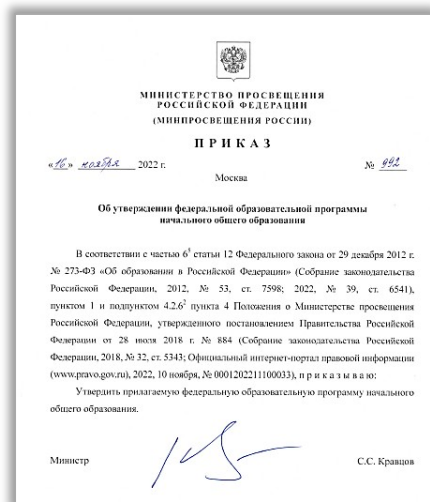 МИНИСТЕРСТВО ПРОСВЕЩЕНИЯ
РОССИЙСКОЙ ФЕДЕРАЦИИ
(МИНПРОСВЕЩЕНИЯ РОССИИ)
П Р И К А З
«16» ноября 2022 г. № 992
Москва
Об утверждении федеральной образовательной программы
начального общего образования
В соответствии с частью 6⁵ статьи 12 Федерального закона от 29 декабря 2012 г.
№ 273-ФЗ «Об образовании в Российской Федерации» (Собрание законодательства
Российской Федерации, 2012, № 53, ст. 7598; 2022, № 39, ст. 6541),
пунктом 1 и подпунктом 4.2.6² пункта 4 Положения о Министерстве просвещения
Российской Федерации, утвержденного постановлением Правительства Российской
Федерации от 28 июля 2018 г. № 884 (Собрание законодательства Российской
Федерации, 2018, № 32, ст. 5343; Официальный интернет-портал правовой информации
(www.pravo.gov.ru), 2022, 10 ноября, № 0001202211100033), п р и к а з ы в а ю:
Утвердить прилагаемую федеральную образовательную программу начального
общего образования.
Министр С.С. Кравцов